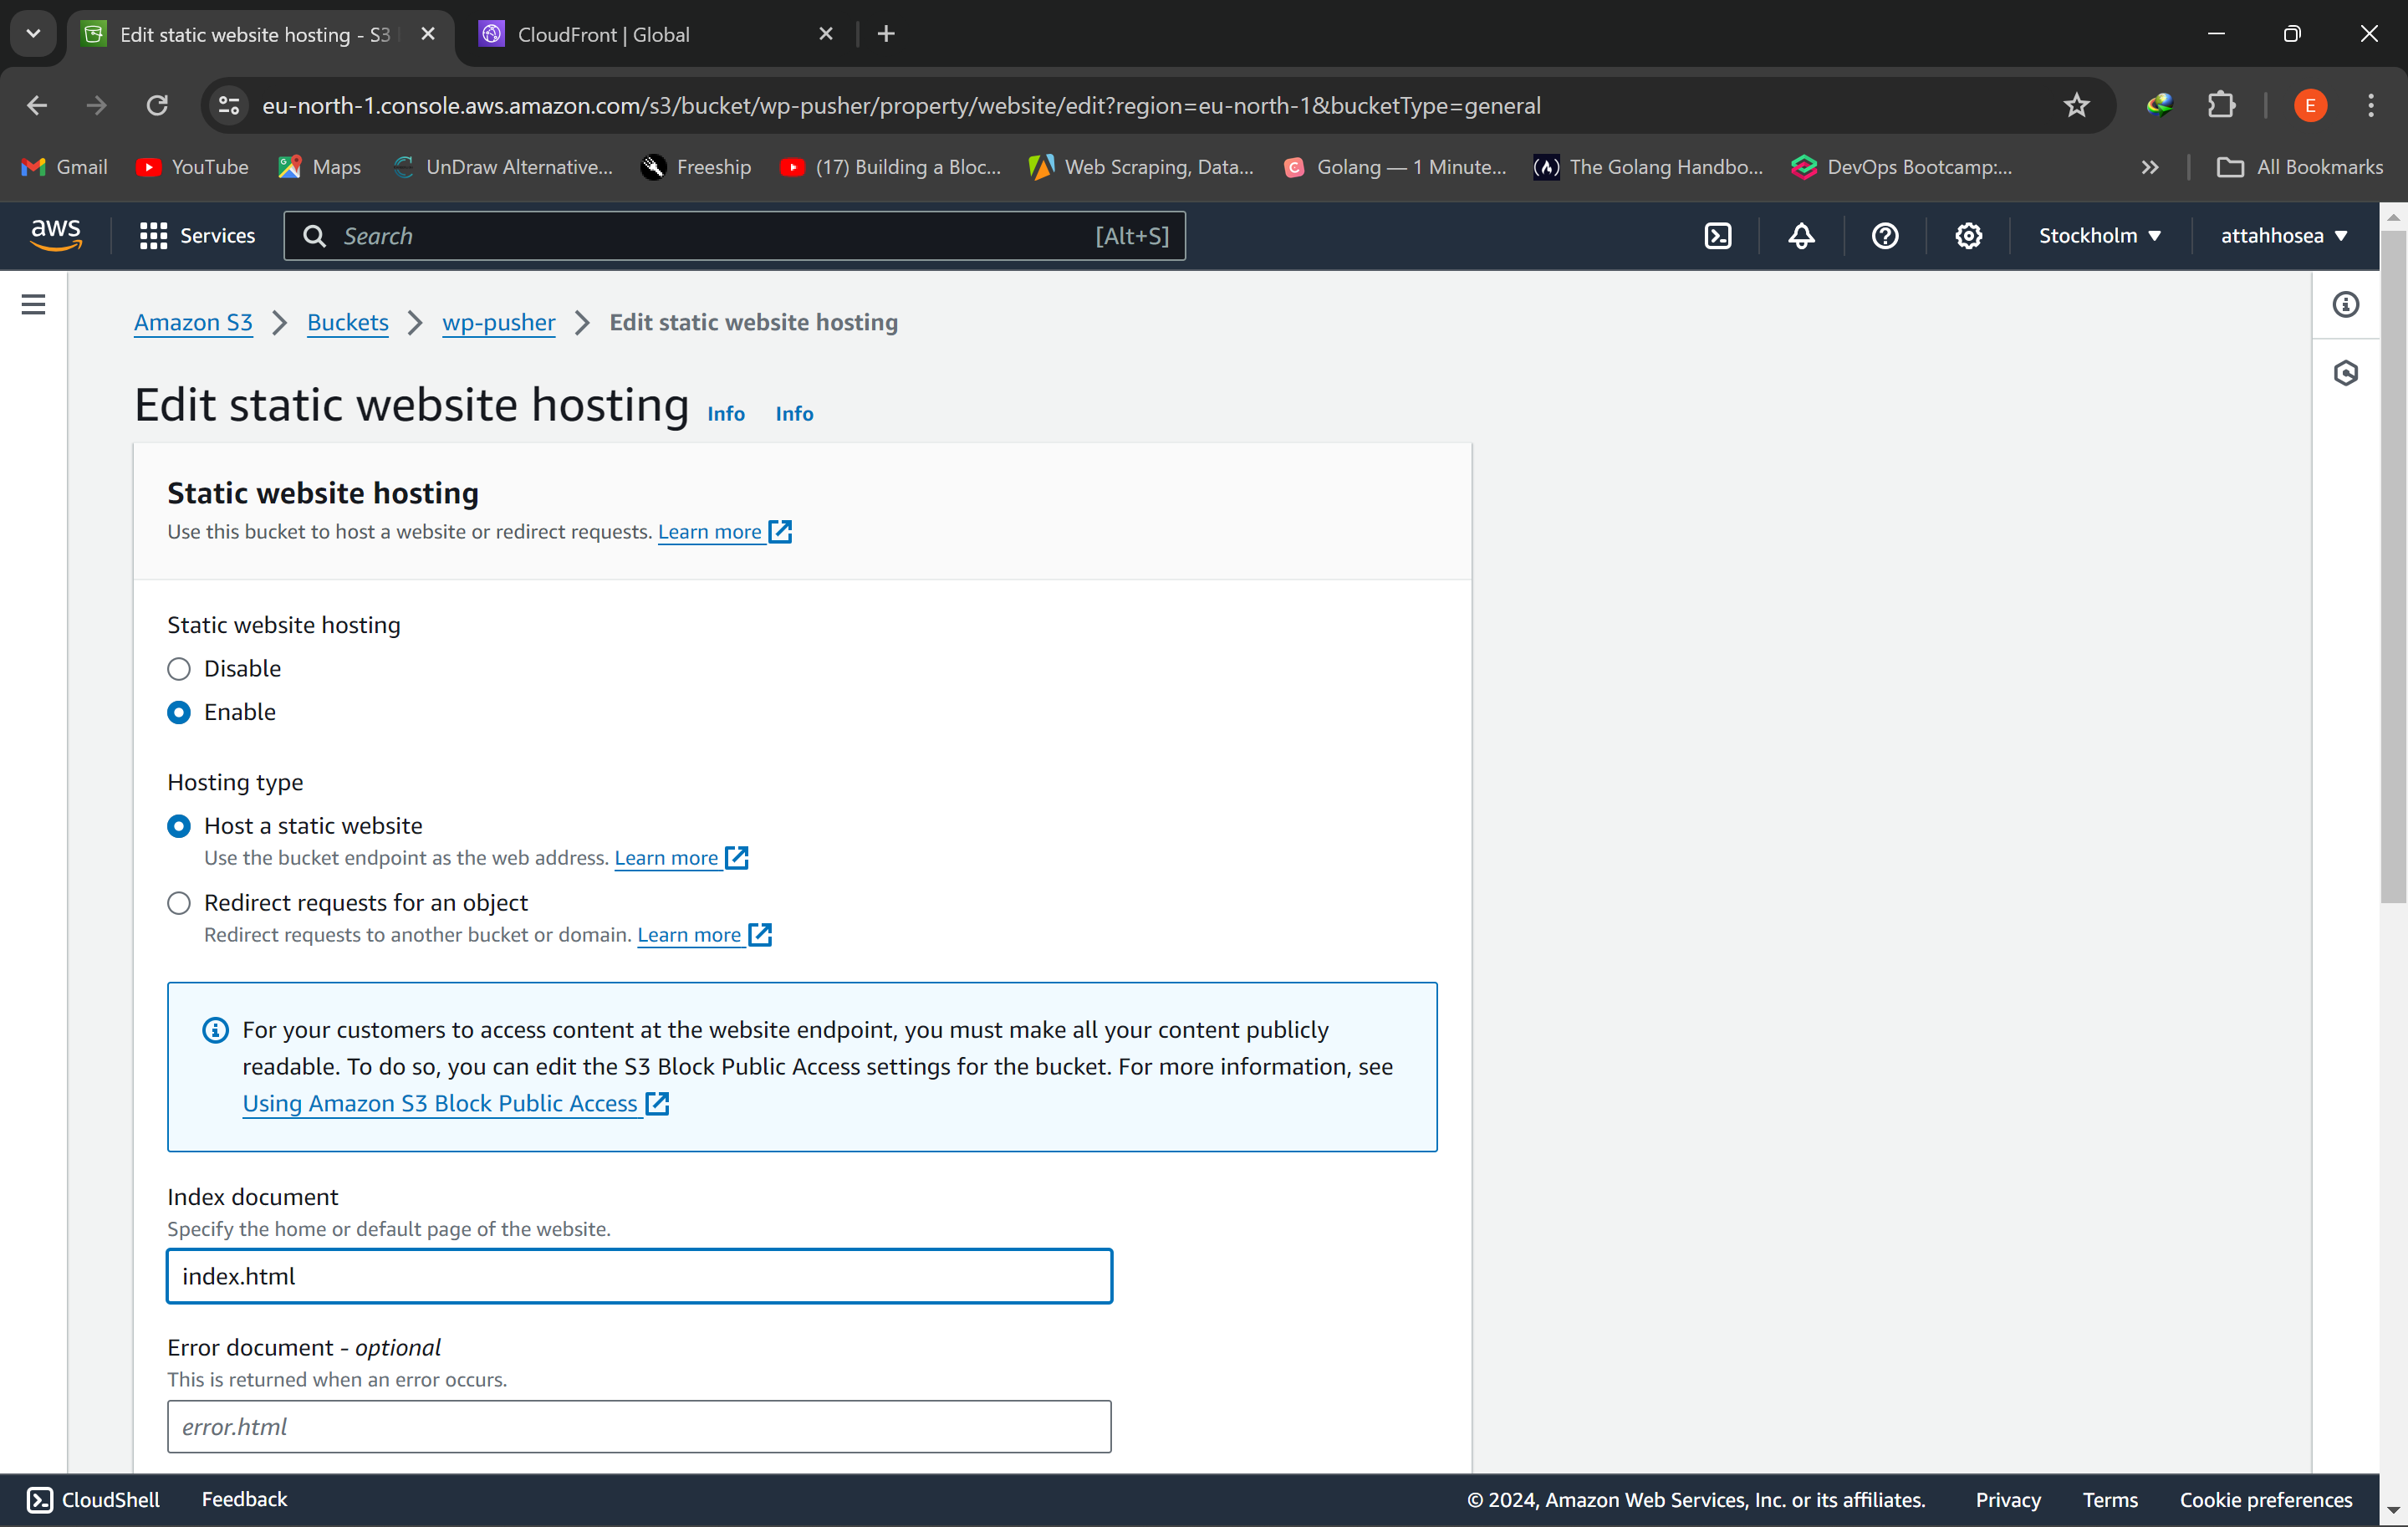 Edit static website hosting - S3
CloudFront | Global
eu-north-1.console.aws.amazon.com/s3/bucket/wp-pusher/property/website/edit?region=eu-north-1&bucketType=general
E
Gmail
YouTube
Maps
UnDraw Alternative...
Freeship
(17) Building a Bloc...
Web Scraping, Data...
Golang — 1 Minute...
The Golang Handbo...
DevOps Bootcamp:...
All Bookmarks
aws
Services
Search
[Alt+S]
Stockholm
attahhosea
Amazon S3 > Buckets > wp-pusher > Edit static website hosting
Edit static website hosting Info Info
Static website hosting
Use this bucket to host a website or redirect requests. Learn more
Static website hosting
Disable
Enable
Hosting type
Host a static website
Use the bucket endpoint as the web address. Learn more
Redirect requests for an object
Redirect requests to another bucket or domain. Learn more
For your customers to access content at the website endpoint, you must make all your content publicly
readable. To do so, you can edit the S3 Block Public Access settings for the bucket. For more information, see
Using Amazon S3 Block Public Access
Index document
Specify the home or default page of the website.
index.html
Error document - optional
This is returned when an error occurs.
error.html
CloudShell
Feedback
© 2024, Amazon Web Services, Inc. or its affiliates.
Privacy
Terms
Cookie preferences